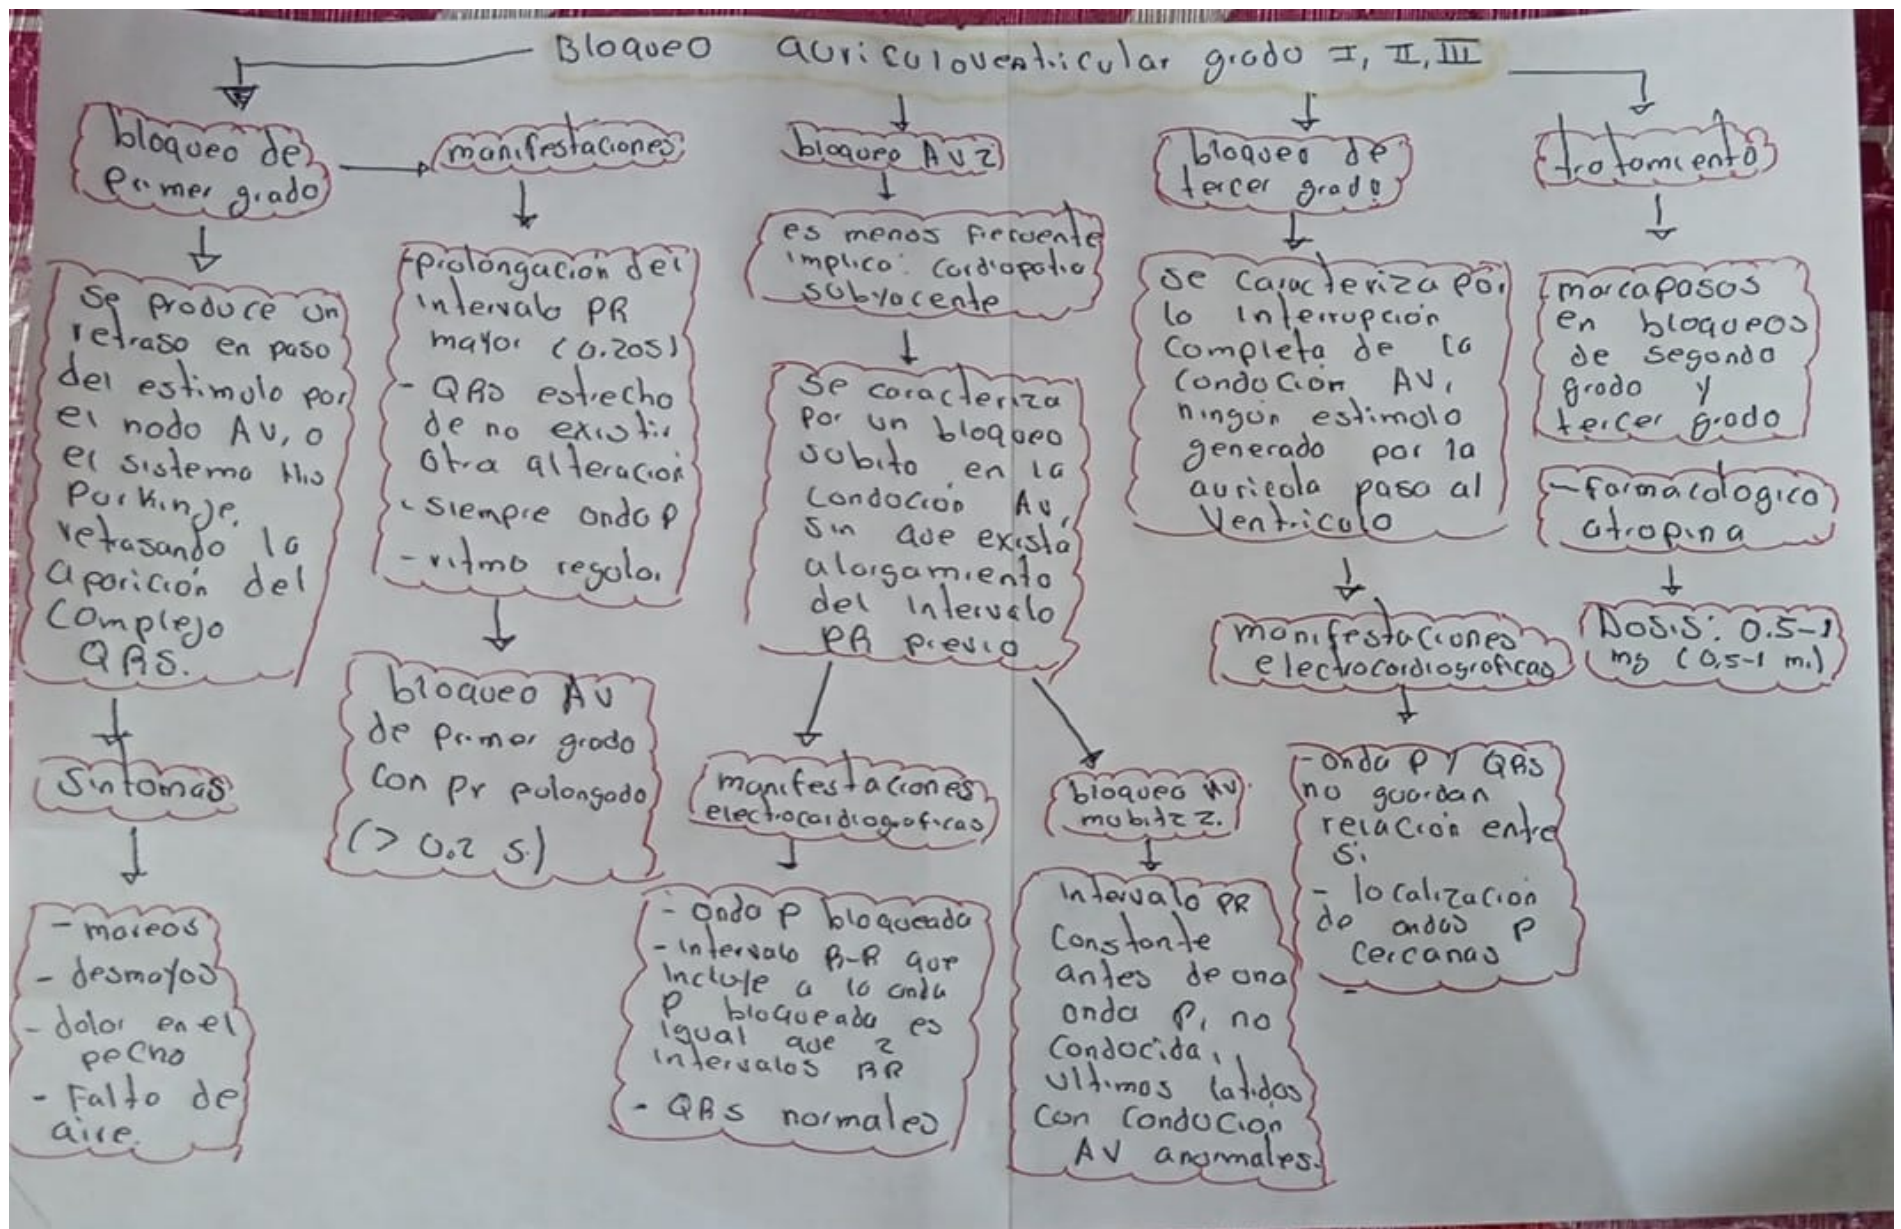 Bloqueo auriculoventricular grado I, II, III
bloqueo de
Primer grado
Se produce un
retraso en paso
del estimulo por
el nodo AV, o
el sistema His
Purkinje,
retrasando la
aparición del
complejo
QRS.
Sintomas
- mareos
- desmayos
- dolor en el
pecho
- Falta de
aire.
manifestaciones:
- prolongación del
intervalo PR
mayor (0.20s)
- QRS estrecho
de no existir
otra alteración
- siempre onda P
- ritmo regular
bloqueo AV
de primer grado
con pr prolongado
(> 0.2 s.)
bloqueo AV 2
es menos frecuente
implica: cardiopatia
subyacente
Se caracteriza
por un bloqueo
subito en la
conducción AV,
sin que exista
alargamiento
del intervalo
PR previo
manifestaciones
electrocardiograficas
- onda P bloqueada
- intervalo R-R que
incluye a la onda
P bloqueada es
igual que 2
intervalos RR
- QRS normales
bloqueo AV
mobitz 2.
intervalo PR
constante
antes de una
onda P, no
conducida,
ultimos latidos
con conducción
AV anormales.
bloqueo de
tercer grado
se caracteriza por
la interrupción
completa de la
conducción AV,
ningún estimulo
generado por la
auricola pasa al
ventriculo
manifestaciones
electrocardiograficas
- onda P y QRS
no guardan
relación entre
si
- localización
de ondas P
cercanas
tratamiento
marcapasos
en bloqueos
de segundo
grado y
tercer grado
- farmacologico
atropina
Dosis: 0.5-1
mg (0,5-1 ml)